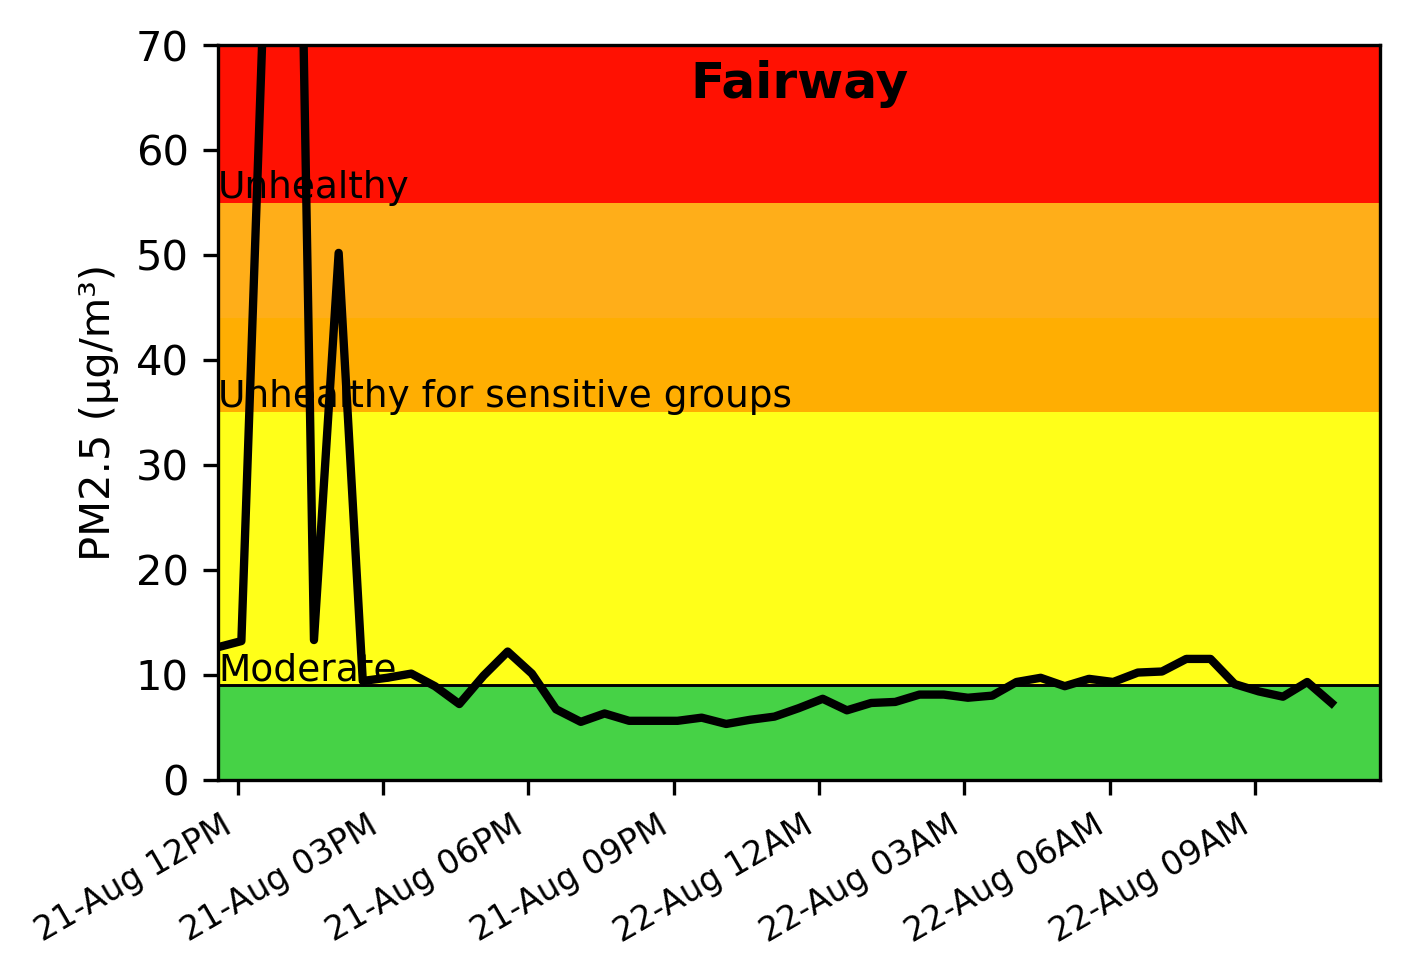 Fairway
PM2.5 (µg/m³)
70
60
50
40
30
20
10
0
Unhealthy
Unhealthy for sensitive groups
Moderate
21-Aug 12PM
21-Aug 03PM
21-Aug 06PM
21-Aug 09PM
22-Aug 12AM
22-Aug 03AM
22-Aug 06AM
22-Aug 09AM